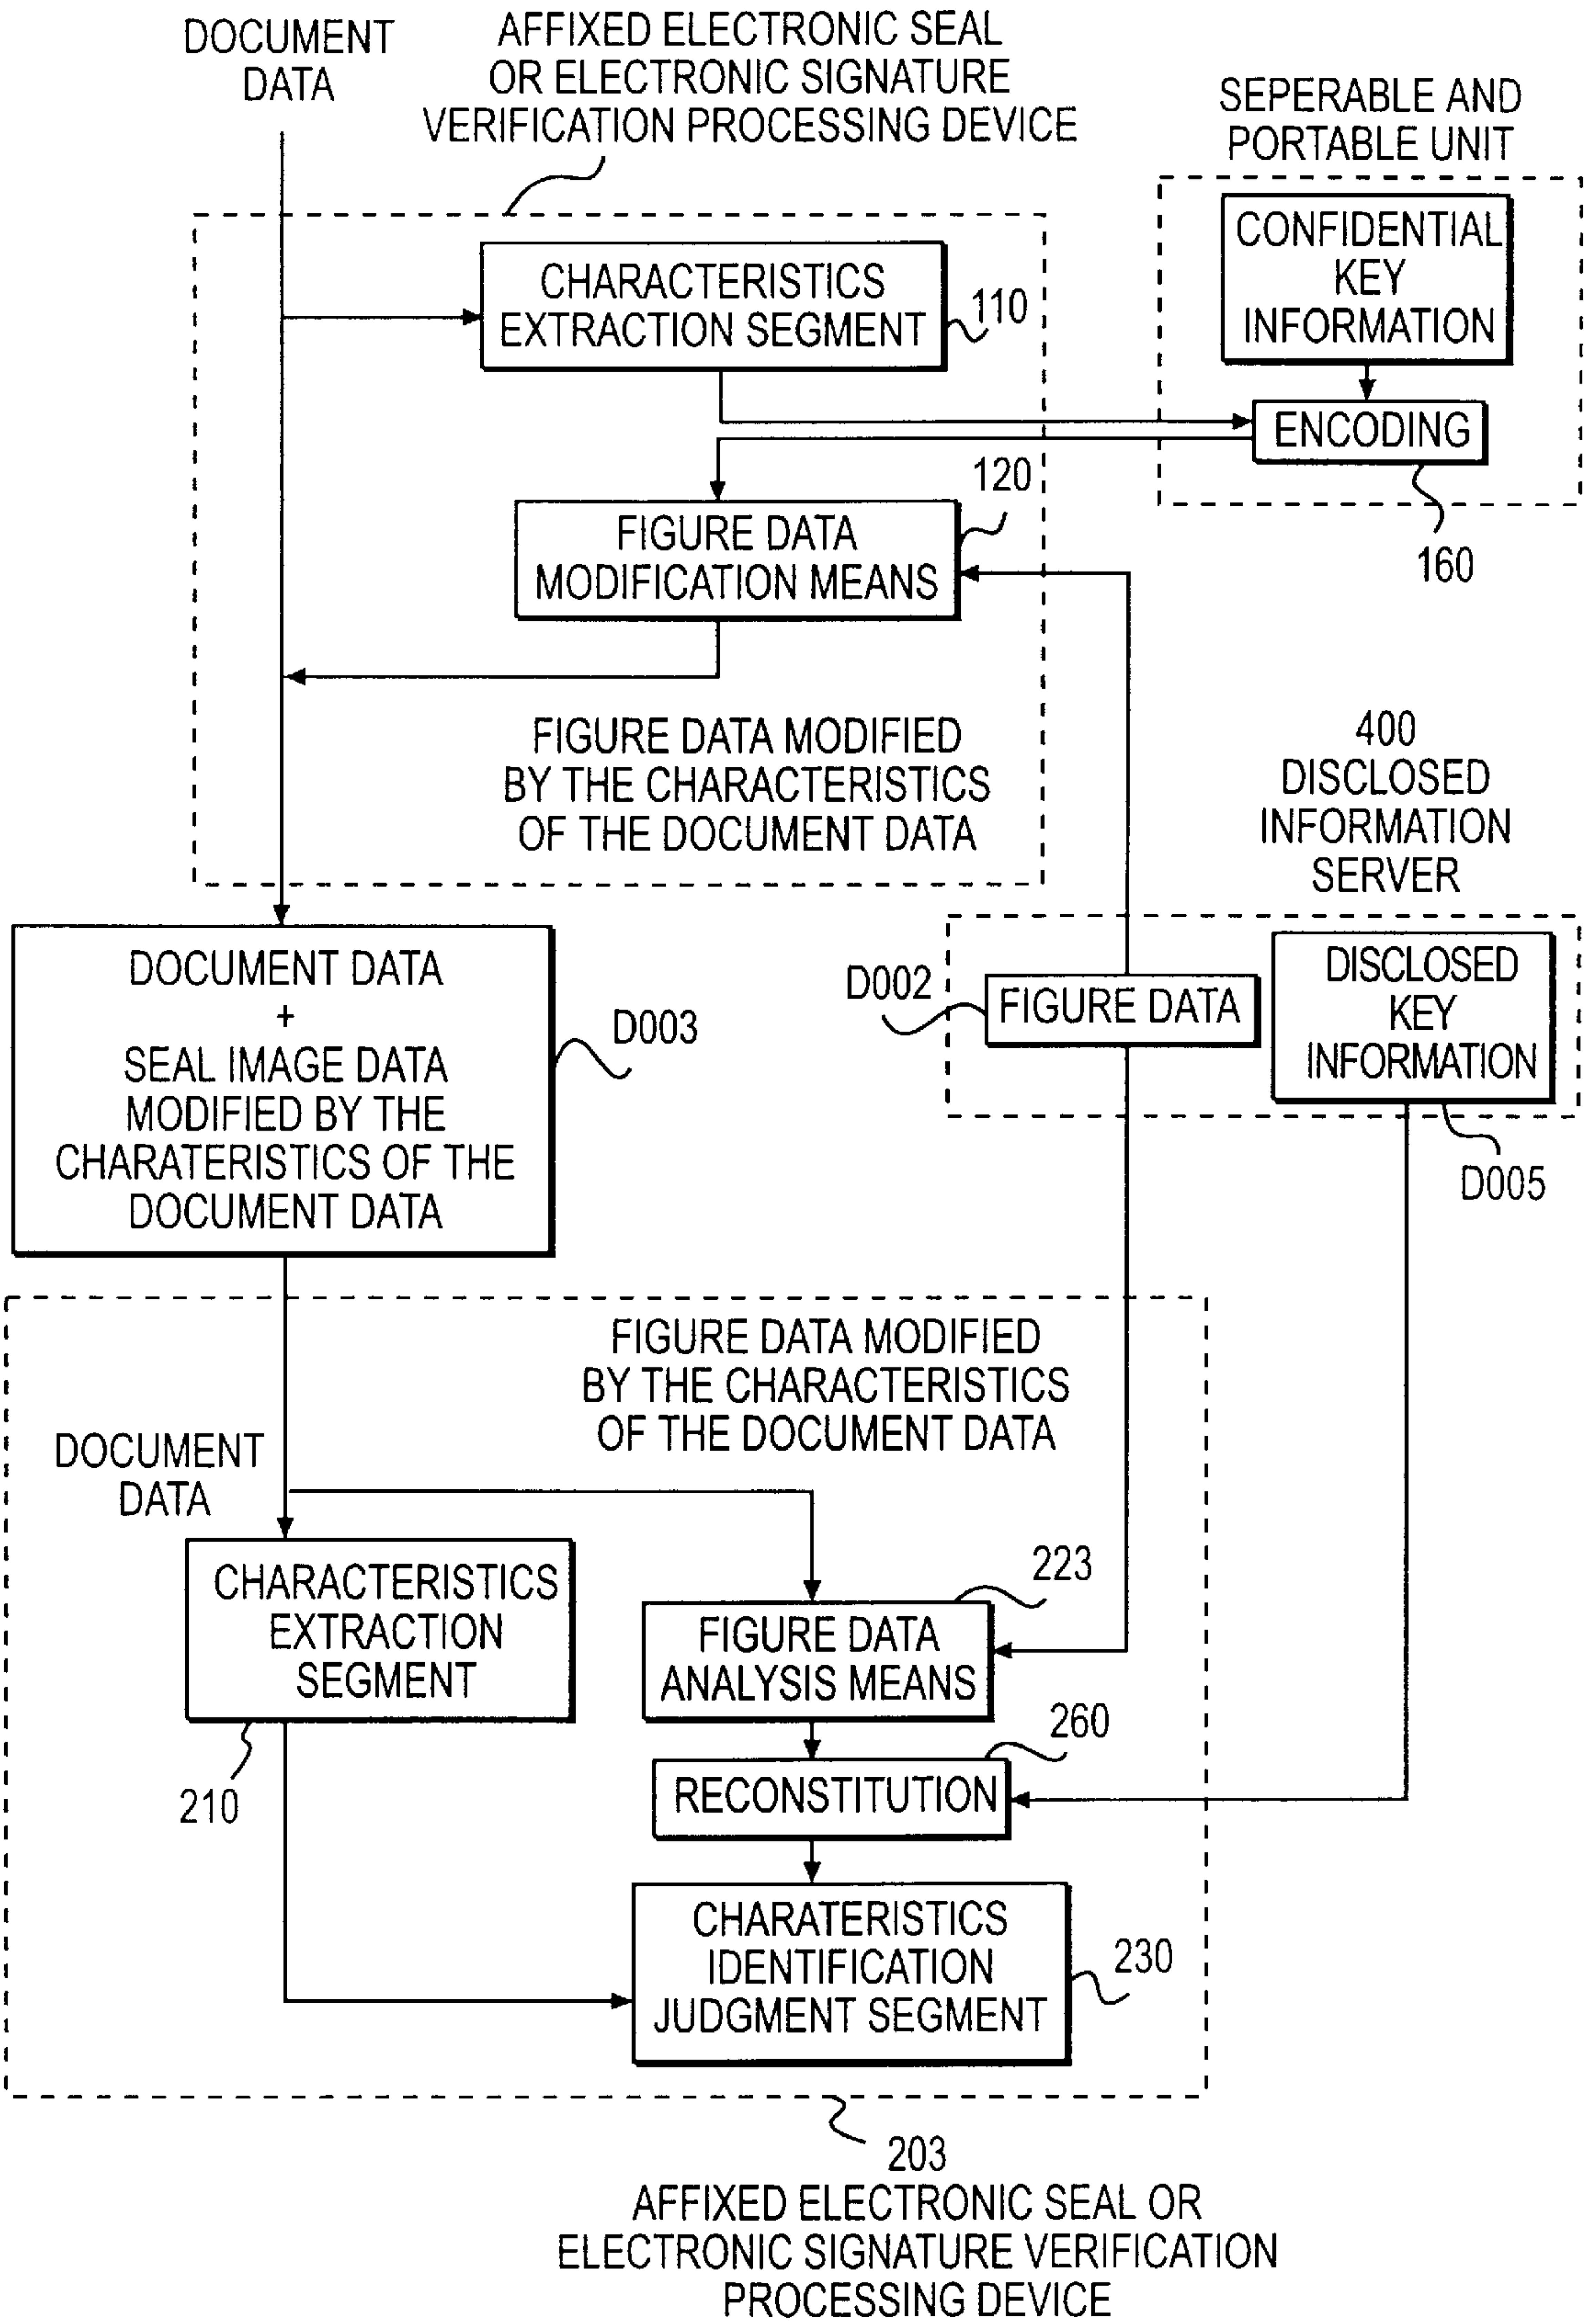 DOCUMENT
DATA
AFFIXED ELECTRONIC SEAL
OR ELECTRONIC SIGNATURE
VERIFICATION PROCESSING DEVICE
SEPERABLE AND
PORTABLE UNIT
CONFIDENTIAL
KEY
INFORMATION
CHARACTERISTICS
EXTRACTION SEGMENT
110
ENCODING
160
120
FIGURE DATA
MODIFICATION MEANS
FIGURE DATA MODIFIED
BY THE CHARACTERISTICS
OF THE DOCUMENT DATA
400
DISCLOSED
INFORMATION
SERVER
DOCUMENT DATA
+
SEAL IMAGE DATA
MODIFIED BY THE
CHARATERISTICS OF THE
DOCUMENT DATA
D003
D002
FIGURE DATA
DISCLOSED
KEY
INFORMATION
D005
FIGURE DATA MODIFIED
BY THE CHARACTERISTICS
OF THE DOCUMENT DATA
DOCUMENT
DATA
CHARACTERISTICS
EXTRACTION
SEGMENT
210
223
FIGURE DATA
ANALYSIS MEANS
260
RECONSTITUTION
CHARATERISTICS
IDENTIFICATION
JUDGMENT SEGMENT
230
203
AFFIXED ELECTRONIC SEAL OR
ELECTRONIC SIGNATURE VERIFICATION
PROCESSING DEVICE